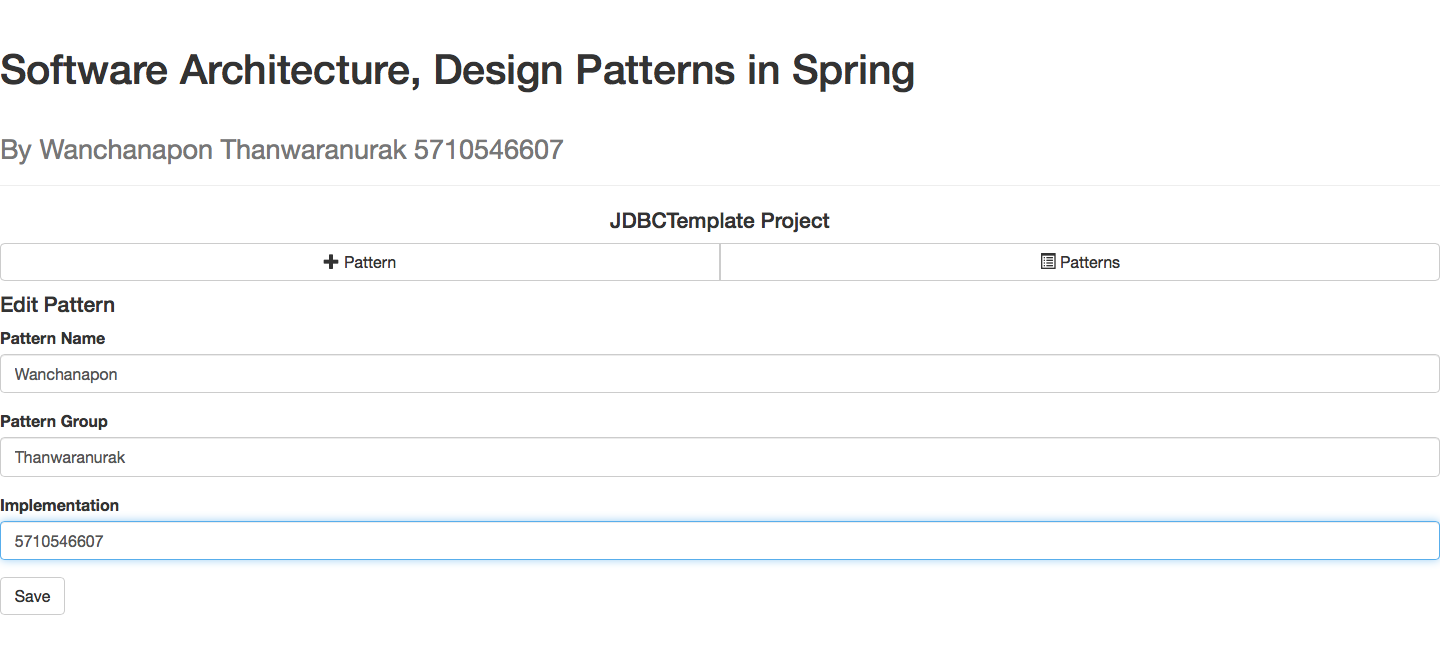 Software Architecture, Design Patterns in Spring
By Wanchanapon Thanwaranurak 5710546607
JDBCTemplate Project
Pattern
Patterns
Edit Pattern
Pattern Name
Wanchanapon
Pattern Group
Thanwaranurak
Implementation
5710546607
Save